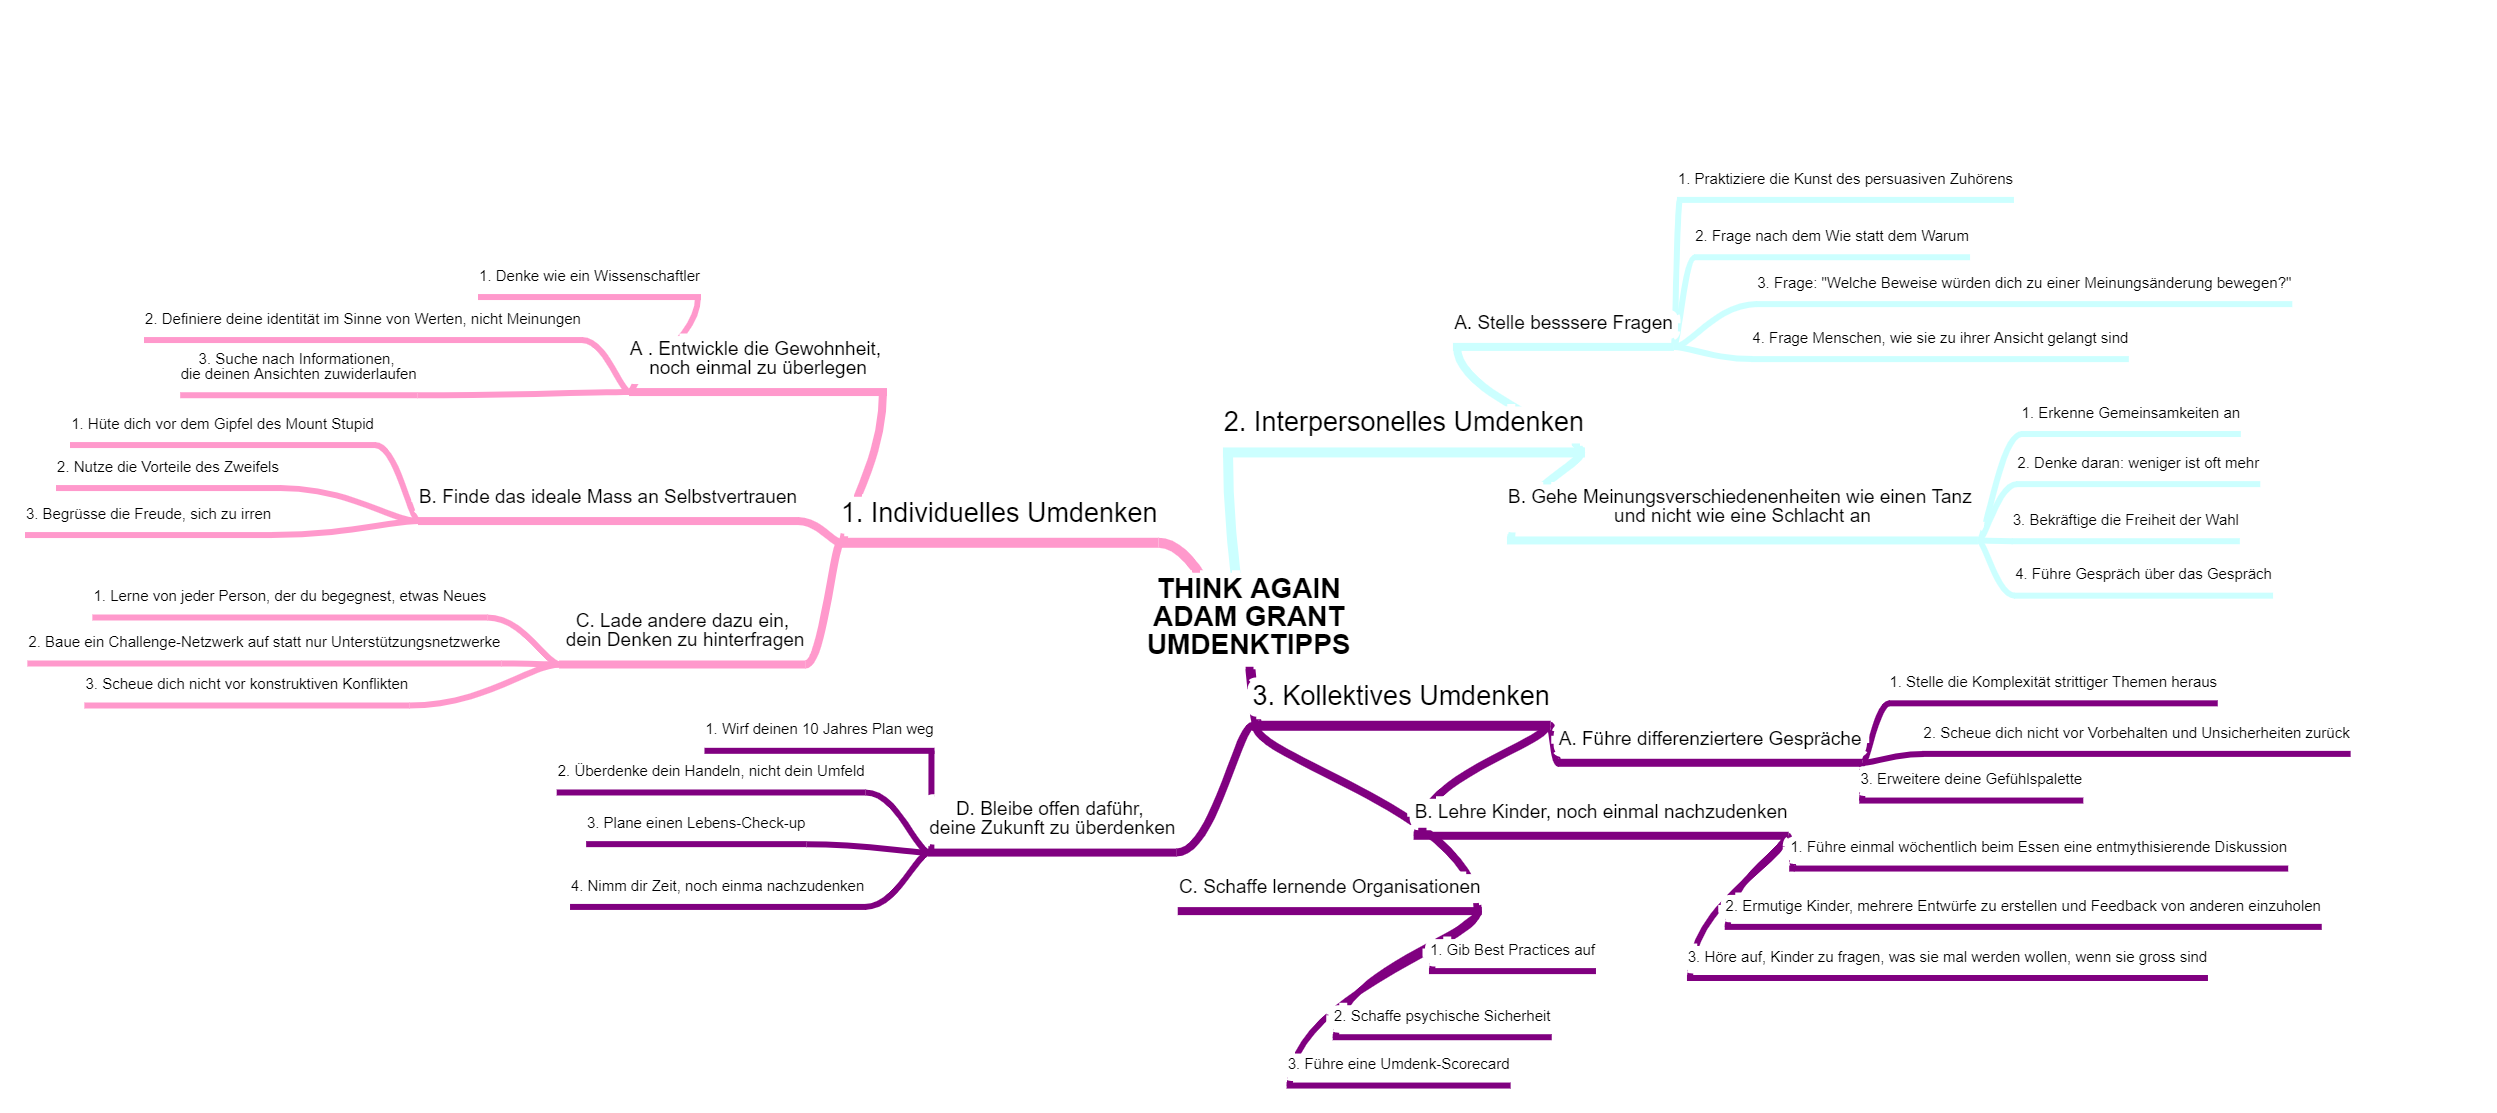 THINK AGAIN
ADAM GRANT
UMDENKTIPPS
1. Individuelles Umdenken
A . Entwickle die Gewohnheit,
noch einmal zu überlegen
1. Denke wie ein Wissenschaftler
2. Definiere deine identität im Sinne von Werten, nicht Meinungen
3. Suche nach Informationen,
die deinen Ansichten zuwiderlaufen
B. Finde das ideale Mass an Selbstvertrauen
1. Hüte dich vor dem Gipfel des Mount Stupid
2. Nutze die Vorteile des Zweifels
3. Begrüsse die Freude, sich zu irren
C. Lade andere dazu ein,
dein Denken zu hinterfragen
1. Lerne von jeder Person, der du begegnest, etwas Neues
2. Baue ein Challenge-Netzwerk auf statt nur Unterstützungsnetzwerke
3. Scheue dich nicht vor konstruktiven Konflikten
2. Interpersonelles Umdenken
A. Stelle besssere Fragen
1. Praktiziere die Kunst des persuasiven Zuhörens
2. Frage nach dem Wie statt dem Warum
3. Frage: "Welche Beweise würden dich zu einer Meinungsänderung bewegen?"
4. Frage Menschen, wie sie zu ihrer Ansicht gelangt sind
B. Gehe Meinungsverschiedenenheiten wie einen Tanz
und nicht wie eine Schlacht an
1. Erkenne Gemeinsamkeiten an
2. Denke daran: weniger ist oft mehr
3. Bekräftige die Freiheit der Wahl
4. Führe Gespräch über das Gespräch
3. Kollektives Umdenken
A. Führe differenziertere Gespräche
1. Stelle die Komplexität strittiger Themen heraus
2. Scheue dich nicht vor Vorbehalten und Unsicherheiten zurück
3. Erweitere deine Gefühlspalette
B. Lehre Kinder, noch einmal nachzudenken
1. Führe einmal wöchentlich beim Essen eine entmythisierende Diskussion
2. Ermutige Kinder, mehrere Entwürfe zu erstellen und Feedback von anderen einzuholen
3. Höre auf, Kinder zu fragen, was sie mal werden wollen, wenn sie gross sind
C. Schaffe lernende Organisationen
1. Gib Best Practices auf
2. Schaffe psychische Sicherheit
3. Führe eine Umdenk-Scorecard
D. Bleibe offen daführ,
deine Zukunft zu überdenken
1. Wirf deinen 10 Jahres Plan weg
2. Überdenke dein Handeln, nicht dein Umfeld
3. Plane einen Lebens-Check-up
4. Nimm dir Zeit, noch einma nachzudenken